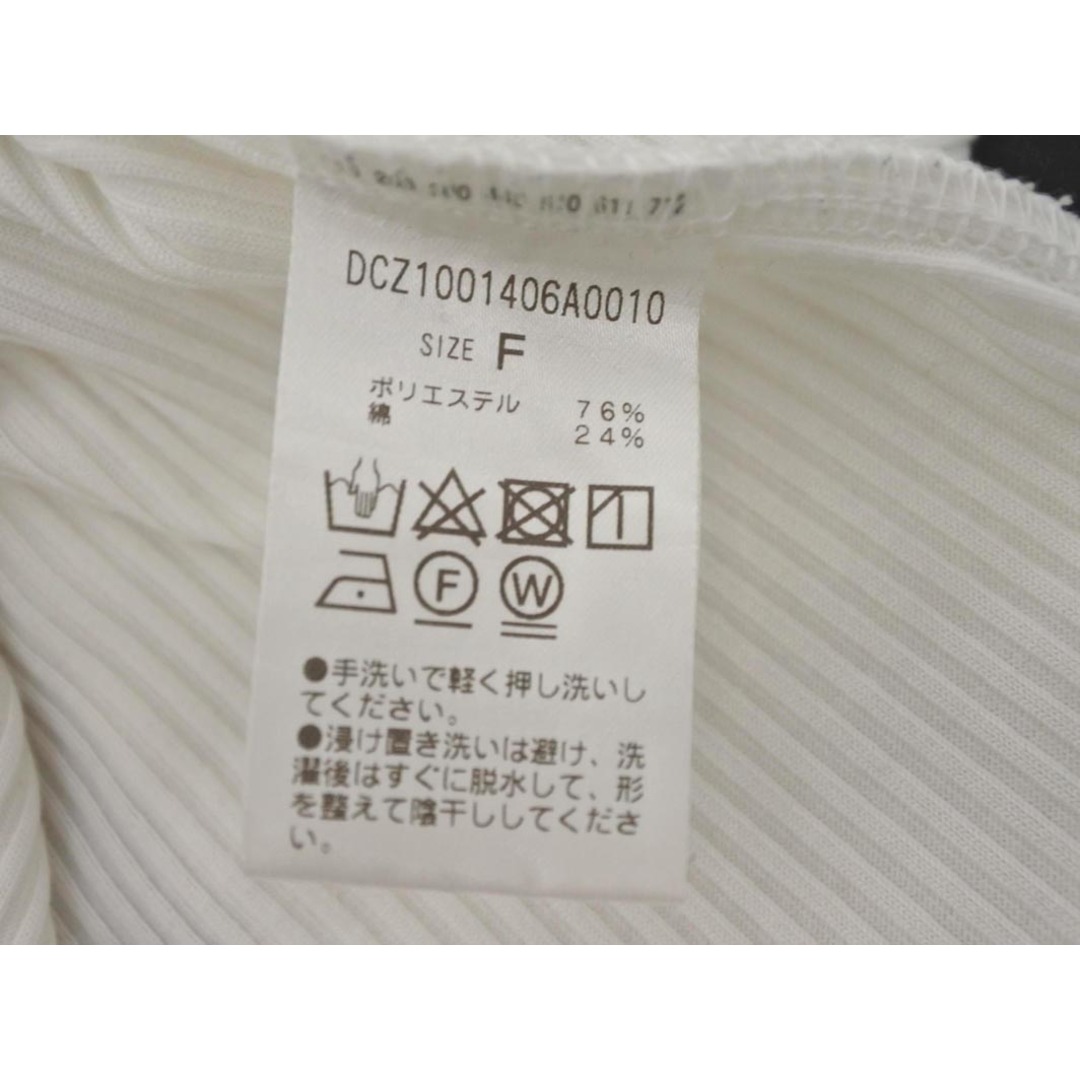 DCZ1001406A0010
SIZE F
ポリエステル 76%
綿 24%
F W
●手洗いで軽く押し洗いし
てください。
●浸け置き洗いは避け、洗
濯後はすぐに脱水して、形
を整えて陰干ししてくださ
い。